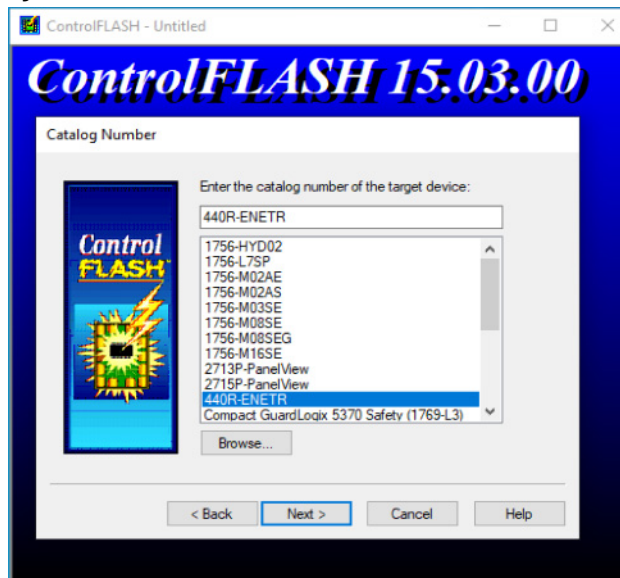 ControlFLASH - Untitled
ControlFLASH 15.03.00
Catalog Number
Enter the catalog number of the target device:
440R-ENETR
Control
FLASH
1756-HYD02
1756-L7SP
1756-M02AE
1756-M02AS
1756-M03SE
1756-M08SE
1756-M08SEG
1756-M16SE
2713P-PanelView
2715P-PanelView
440R-ENETR
Compact GuardLogix 5370 Safety (1769-L3)
Browse...
< Back Next > Cancel Help